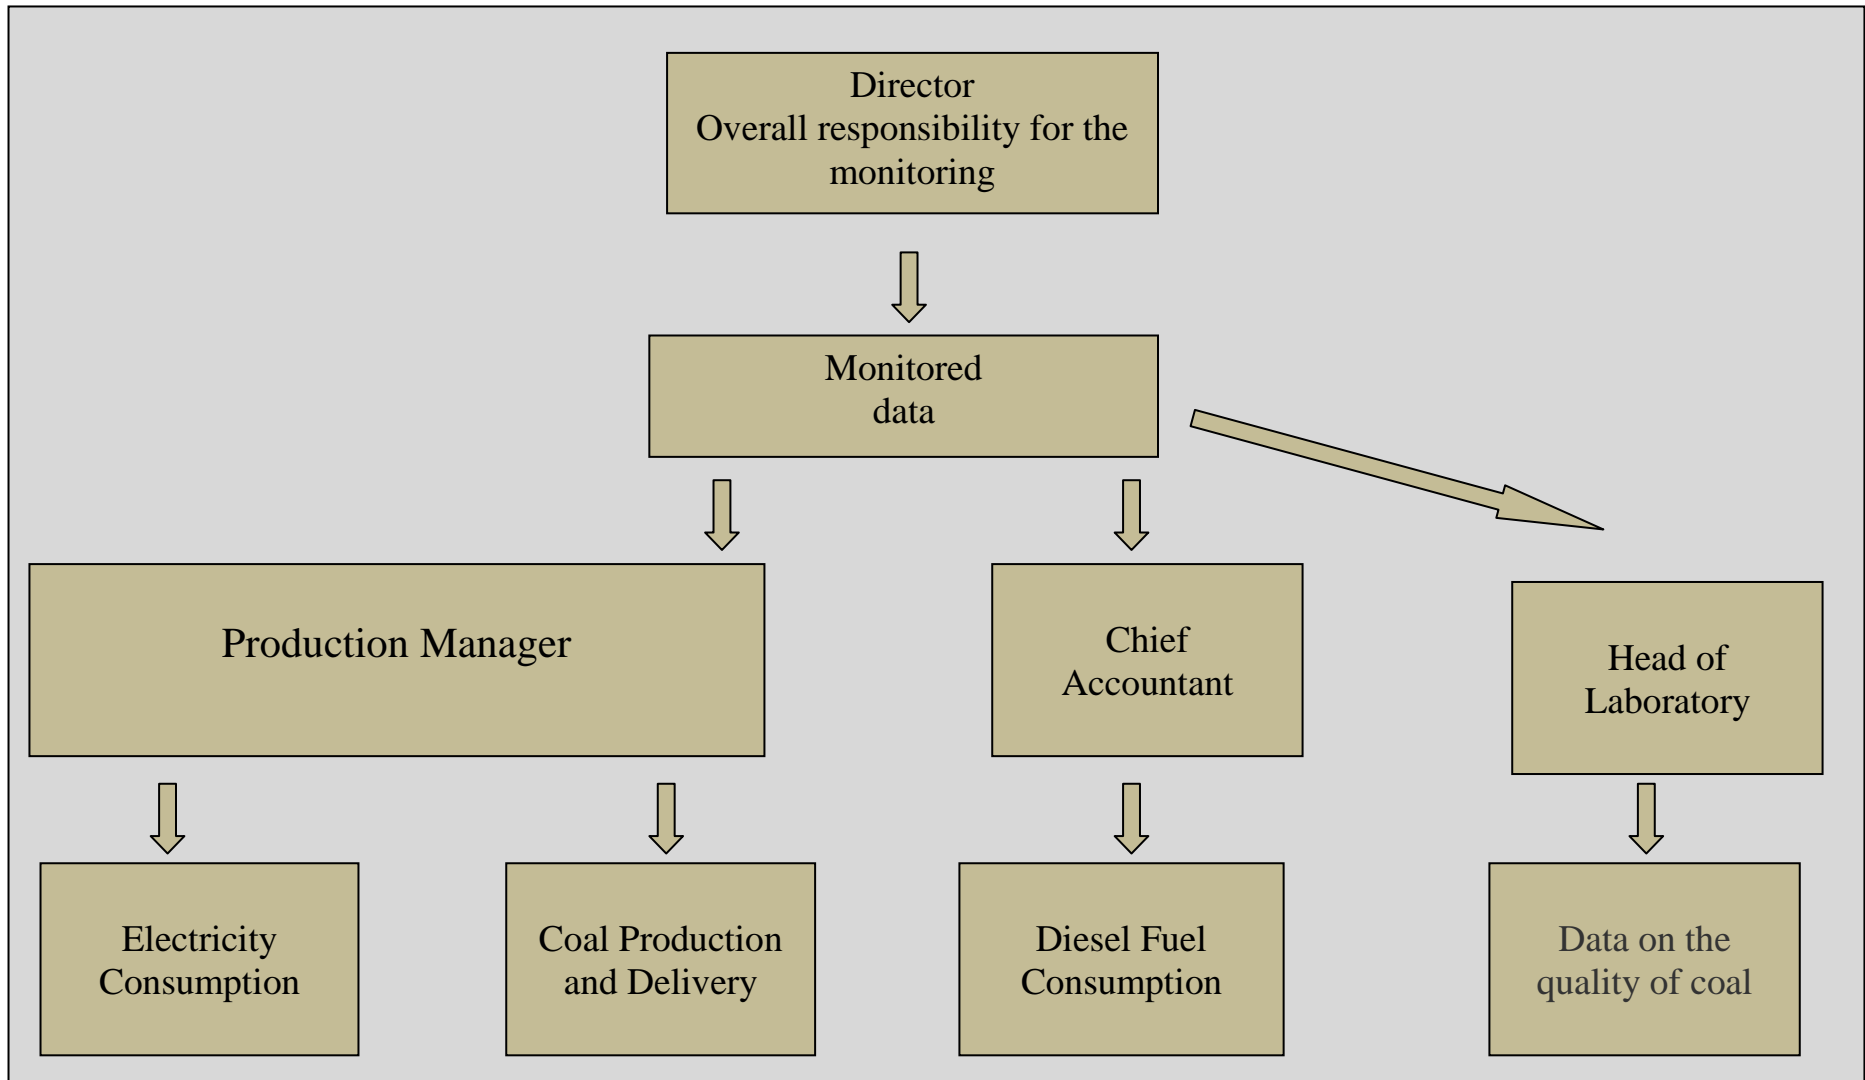 Director
Overall responsibility for the
monitoring
Monitored
data
Production Manager
Chief
Accountant
Head of
Laboratory
Electricity
Consumption
Coal Production
and Delivery
Diesel Fuel
Consumption
Data on the
quality of coal